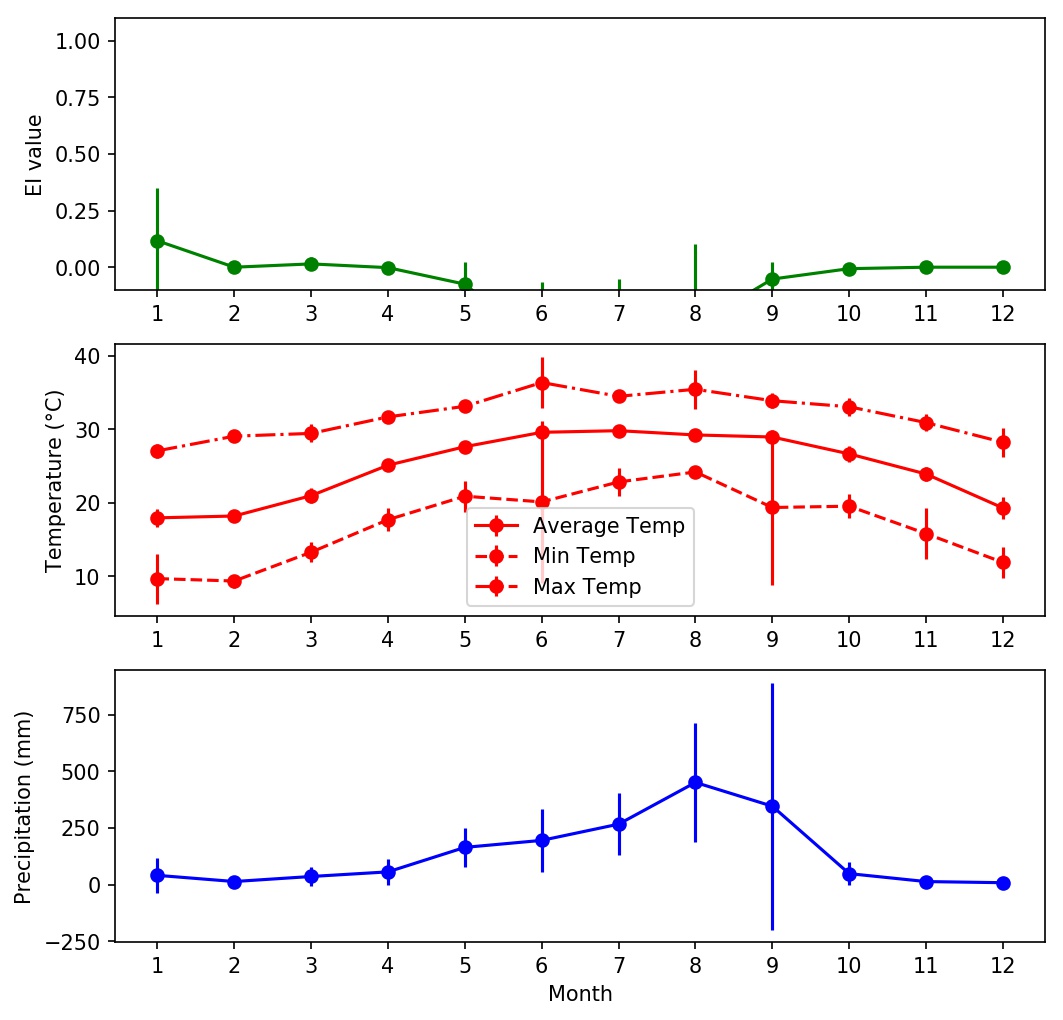 1.00
0.75
0.50
0.25
0.00
EI value
1 2 3 4 5 6 7 8 9 10 11 12
40
30
20
10
Temperature (°C)
Average Temp
Min Temp
Max Temp
1 2 3 4 5 6 7 8 9 10 11 12
750
500
250
0
−250
Precipitation (mm)
1 2 3 4 5 6 7 8 9 10 11 12
Month